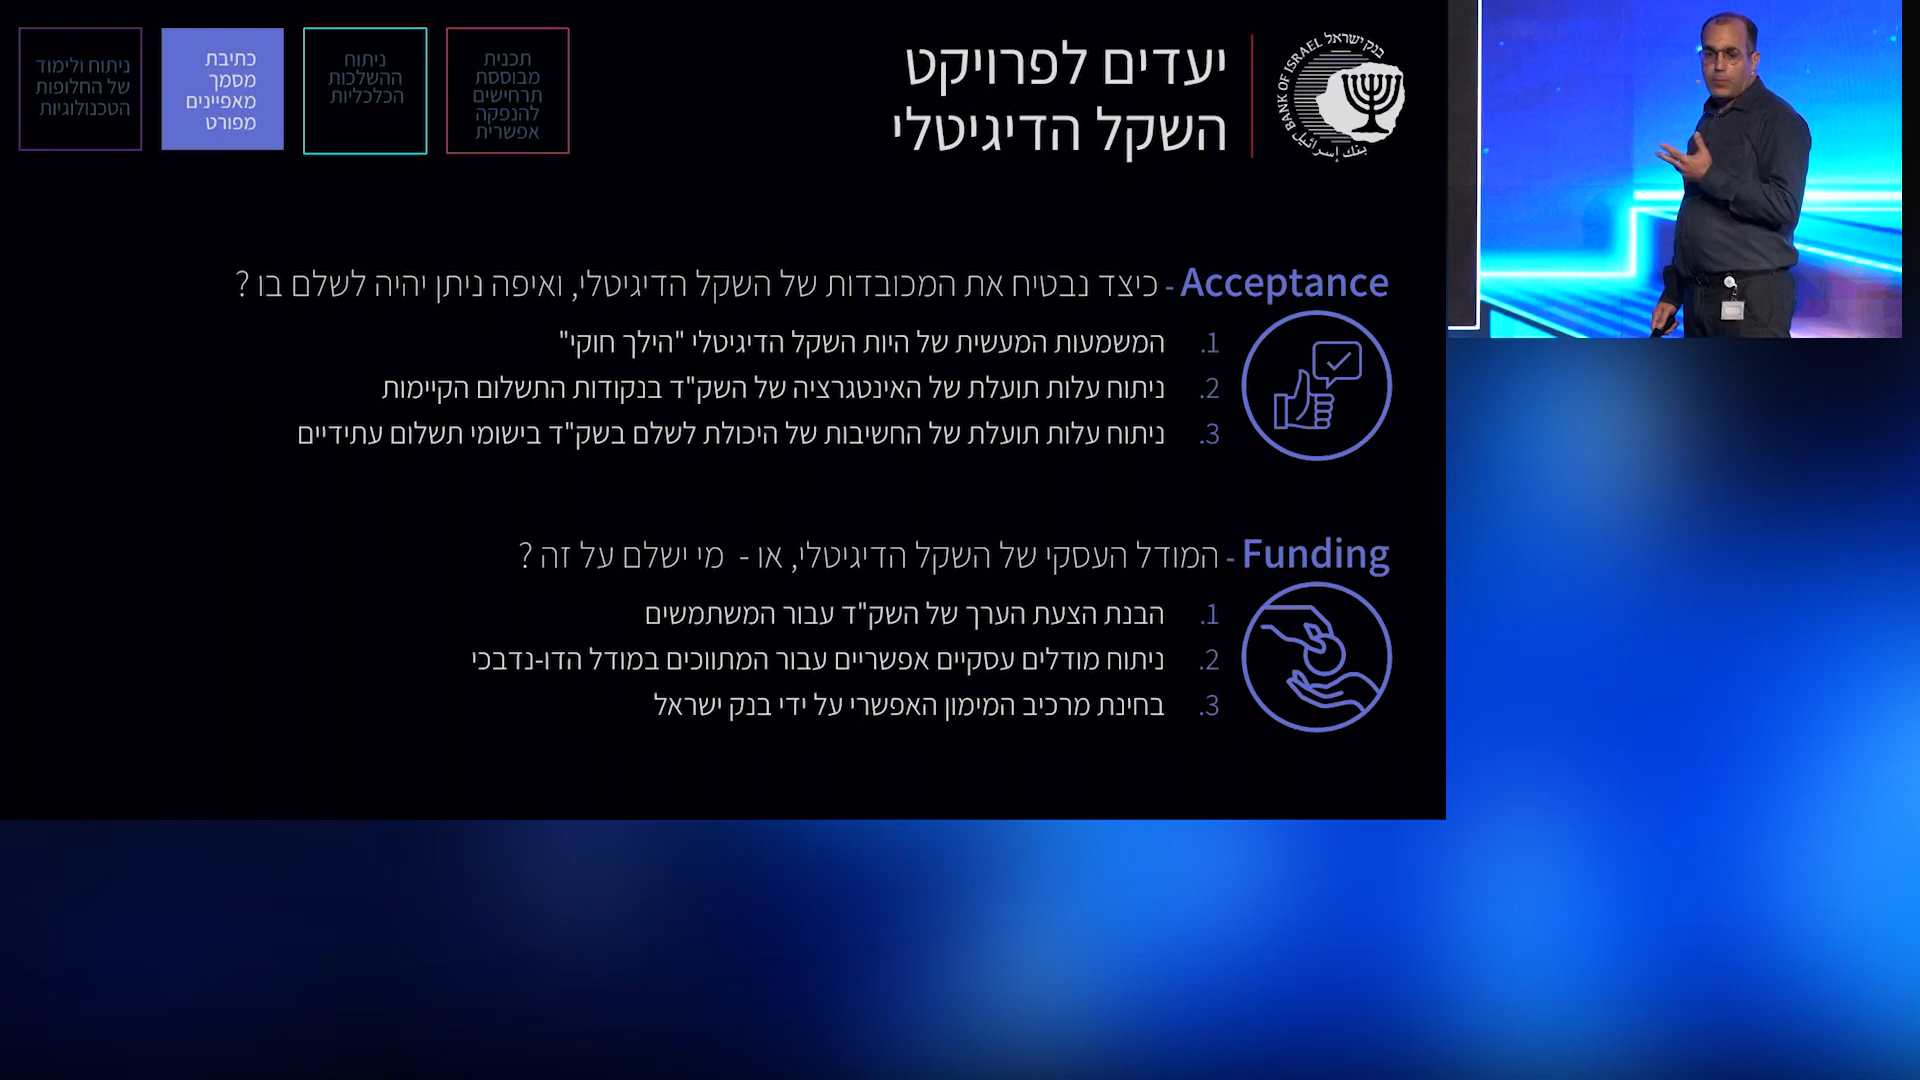 BANK OF ISRAEL
בנק ישראל
بنك إسرائيل
יעדים לפרויקט
השקל הדיגיטלי
תכנית
מבוססת
תרחישים
להנפקה
אפשרית
ניתוח
ההשלכות
הכלכליות
כתיבת
מסמך
מאפיינים
מפורט
ניתוח ולימוד
של החלופות
הטכנולוגיות
Acceptance - כיצד נבטיח את המכובדות של השקל הדיגיטלי, ואיפה ניתן יהיה לשלם בו ?
1. המשמעות המעשית של היות השקל הדיגיטלי "הילך חוקי"
2. ניתוח עלות תועלת של האינטגרציה של השק"ד בנקודות התשלום הקיימות
3. ניתוח עלות תועלת של החשיבות של היכולת לשלם בשק"ד בישומי תשלום עתידיים
Funding - המודל העסקי של השקל הדיגיטלי, או - מי ישלם על זה ?
1. הבנת הצעת הערך של השק"ד עבור המשתמשים
2. ניתוח מודלים עסקיים אפשריים עבור המתווכים במודל הדו-נדבכי
3. בחינת מרכיב המימון האפשרי על ידי בנק ישראל